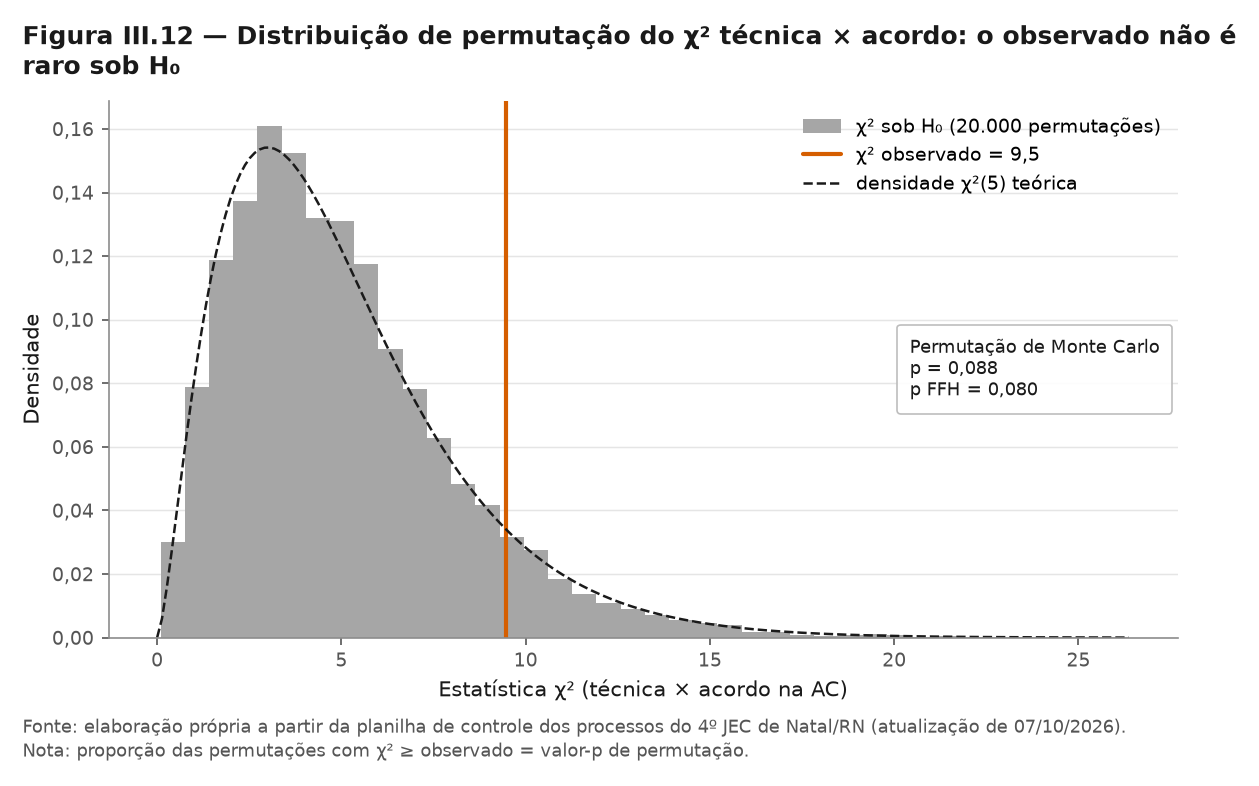 Figura III.12 — Distribuição de permutação do χ² técnica × acordo: o observado não é
raro sob H₀
χ² sob H₀ (20.000 permutações)
χ² observado = 9,5
densidade χ²(5) teórica
Permutação de Monte Carlo
p = 0,088
p FFH = 0,080
Densidade
0,16
0,14
0,12
0,10
0,08
0,06
0,04
0,02
0,00
0
5
10
15
20
25
Estatística χ² (técnica × acordo na AC)
Fonte: elaboração própria a partir da planilha de controle dos processos do 4º JEC de Natal/RN (atualização de 07/10/2026).
Nota: proporção das permutações com χ² ≥ observado = valor-p de permutação.